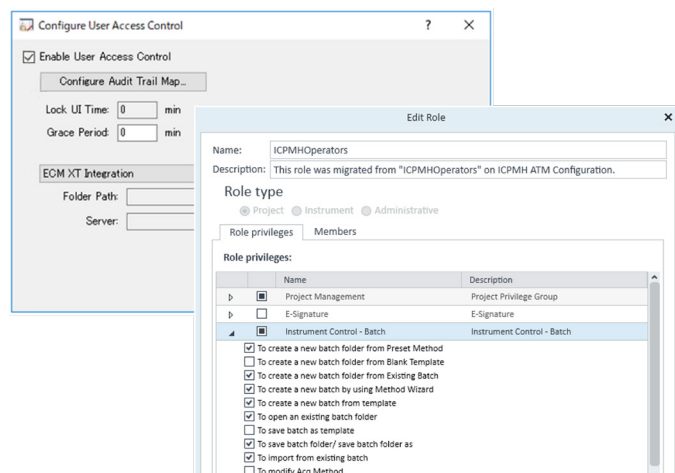 Configure User Access Control
?
Enable User Access Control
Configure Audit Trail Map...
Lock UI Time: 0 min
Grace Period: 0 min
ECM XT Integration
Folder Path:
Server:
Edit Role
Name: ICPMHOperators
Description: This role was migrated from "ICPMHOperators" on ICPMH ATM Configuration.
Role type
Project Instrument Administrative
Role privileges Members
Role privileges:
Name Description
Project Management Project Privilege Group
E-Signature E-Signature
Instrument Control - Batch Instrument Control - Batch
To create a new batch folder from Preset Method
To create a new batch folder from Blank Template
To create a new batch folder from Existing Batch
To create a new batch by using Method Wizard
To create a new batch from template
To open an existing batch folder
To save batch as template
To save batch folder/ save batch folder as
To import from existing batch
To modify Acq Method